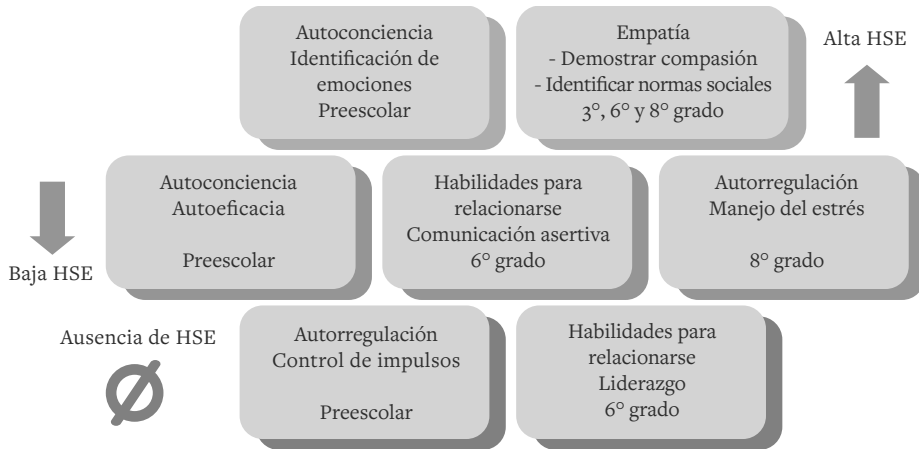 Autoconciencia
Identificación de
emociones
Preescolar
Empatía
- Demostrar compasión
- Identificar normas sociales
3°, 6° y 8° grado
Alta HSE
Baja HSE
Autoconciencia
Autoeficacia
Preescolar
Habilidades para
relacionarse
Comunicación asertiva
6° grado
Autorregulación
Manejo del estrés
8° grado
Ausencia de HSE
Autorregulación
Control de impulsos
Preescolar
Habilidades para
relacionarse
Liderazgo
6° grado